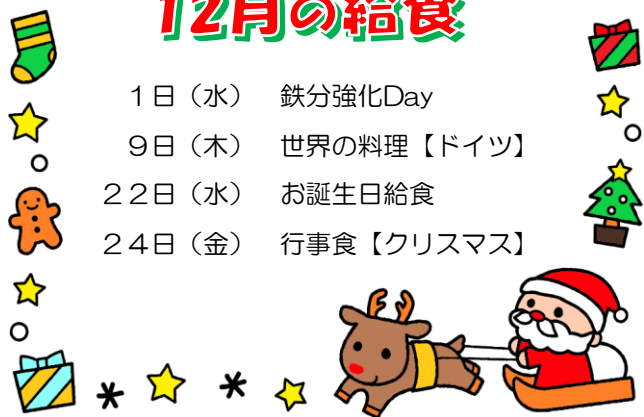 12月の給食
１日（水）　鉄分強化Day
９日（木）　世界の料理【ドイツ】
２２日（水）　お誕生日給食
２４日（金）　行事食【クリスマス】